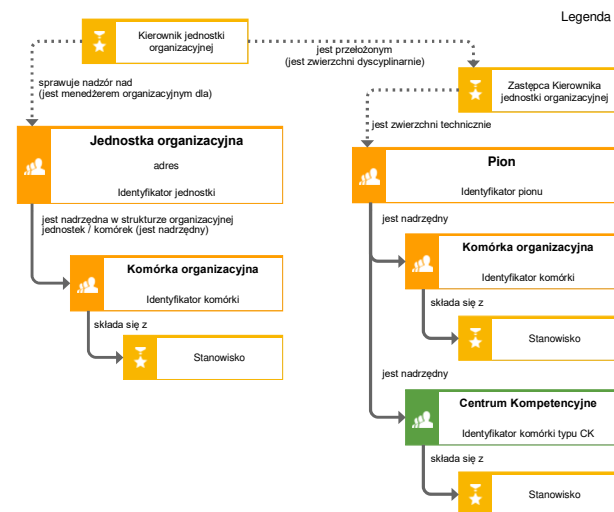 Legenda
Kierownik jednostki
organizacyjnej
jest przełożonym
(jest zwierzchni dyscyplinarnie)
sprawuje nadzór nad
(jest menedżerem organizacyjnym dla)
Zastępca Kierownika
jednostki organizacyjnej
jest zwierzchni technicznie
Jednostka organizacyjna
adres
Identyfikator jednostki
jest nadrzędna w strukturze organizacyjnej
jednostek / komórek (jest nadrzędny)
Komórka organizacyjna
Identyfikator komórki
składa się z
Stanowisko
Pion
Identyfikator pionu
jest nadrzędny
Komórka organizacyjna
Identyfikator komórki
składa się z
Stanowisko
jest nadrzędny
Centrum Kompetencyjne
Identyfikator komórki typu CK
składa się z
Stanowisko